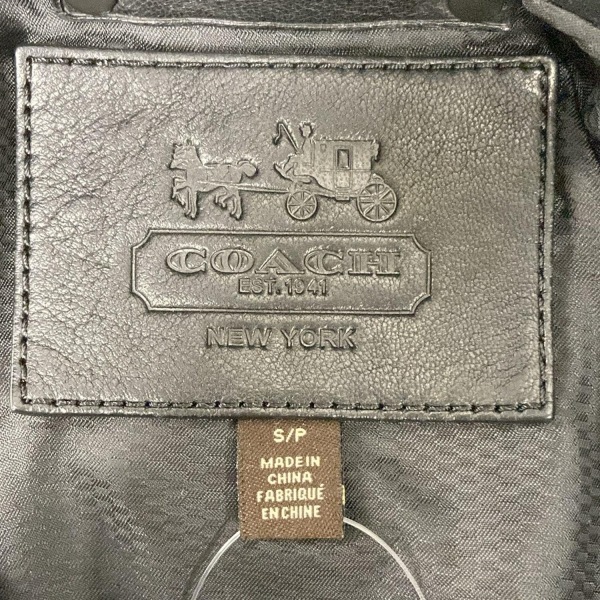 COACH
EST. 1941
NEW YORK
S/P
MADE IN
CHINA
FABRIQUÉ
EN CHINE